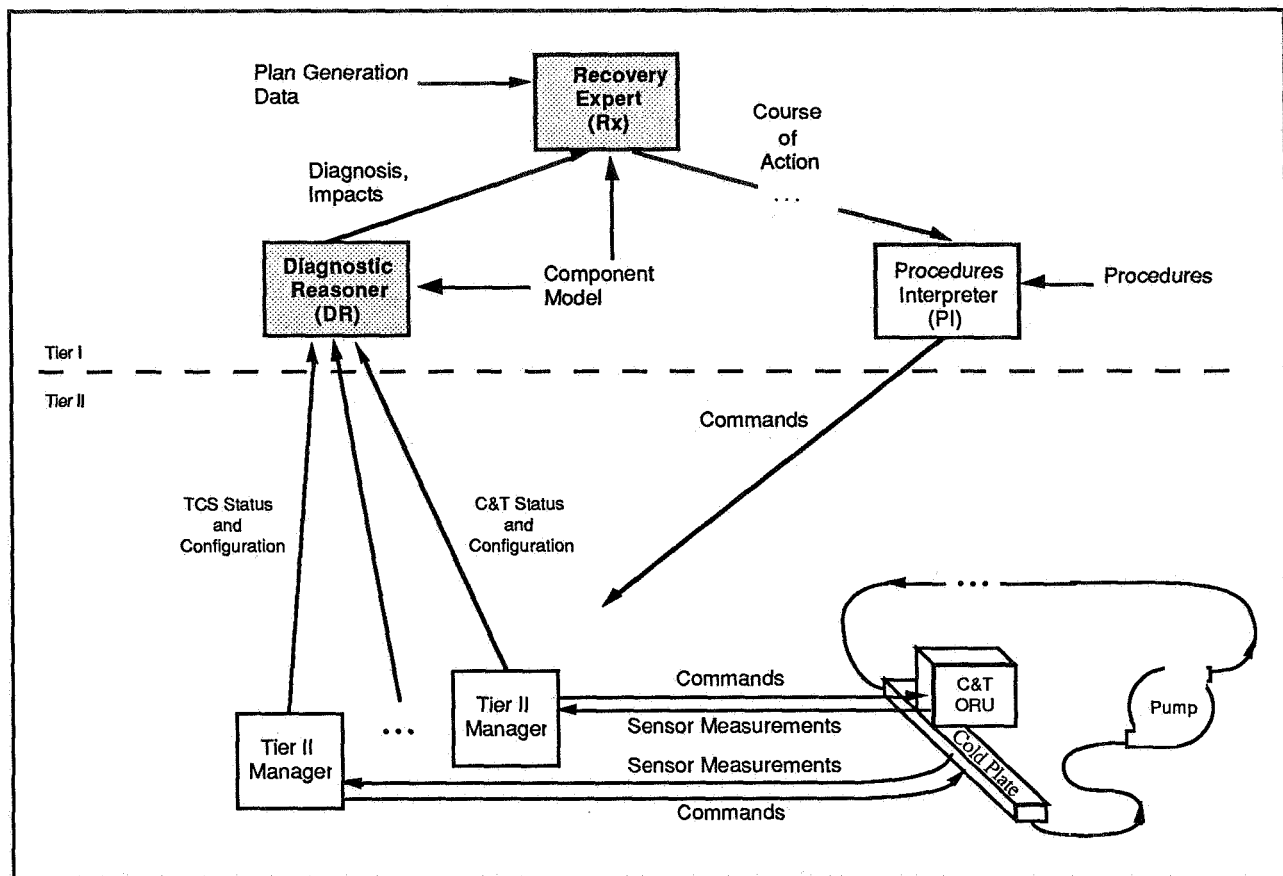 Plan Generation
Data
Recovery
Expert
(Rx)
Course
of
Action
...
Diagnosis,
Impacts
Diagnostic
Reasoner
(DR)
Component
Model
Procedures
Interpreter
(PI)
Procedures
Tier I
Tier II
Commands
TCS Status
and
Configuration
C&T Status
and
Configuration
...
Tier II
Manager
...
Tier II
Manager
Commands
Sensor Measurements
Sensor Measurements
Commands
C&T
ORU
Cold Plate
Pump